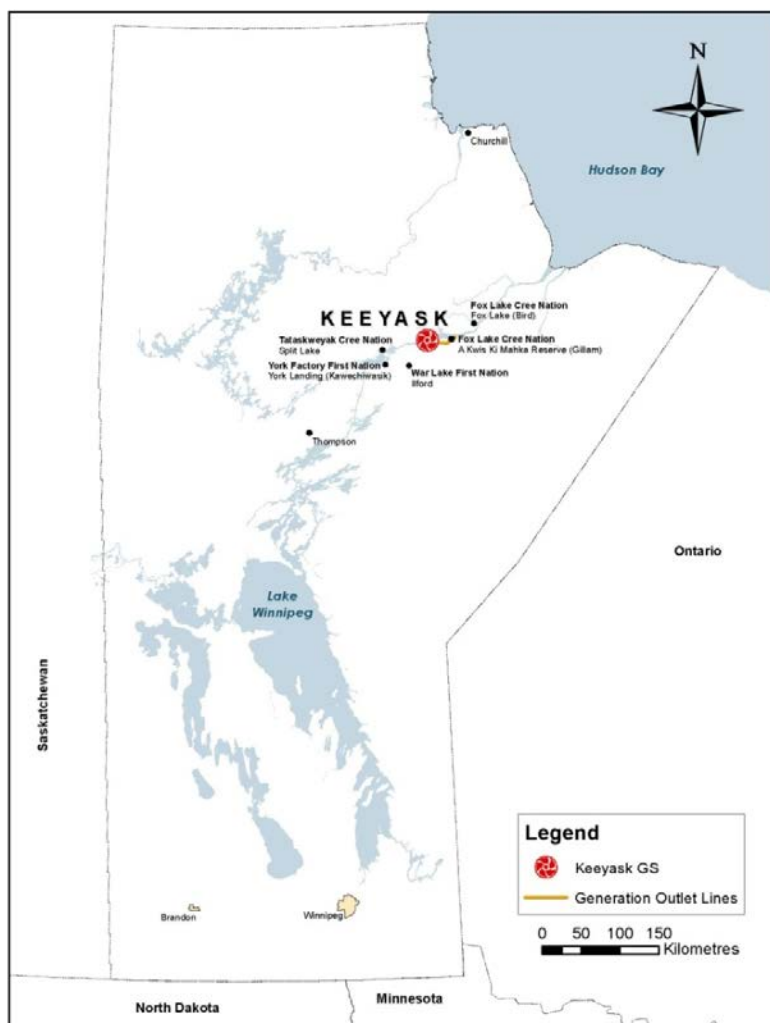 N
Churchill
Hudson Bay
KEEYASK
Fox Lake Cree Nation
Fox Lake (Bird)
Tataskweyak Cree Nation
Split Lake
Fox Lake Cree Nation
A Kwis Ki Mahka Reserve (Gillam)
York Factory First Nation
York Landing (Kawechiwasik)
War Lake First Nation
Ilford
Thompson
Ontario
Lake
Winnipeg
Saskatchewan
Legend
Keeyask GS
Generation Outlet Lines
0 50 100 150
Kilometres
Brandon
Winnipeg
North Dakota
Minnesota